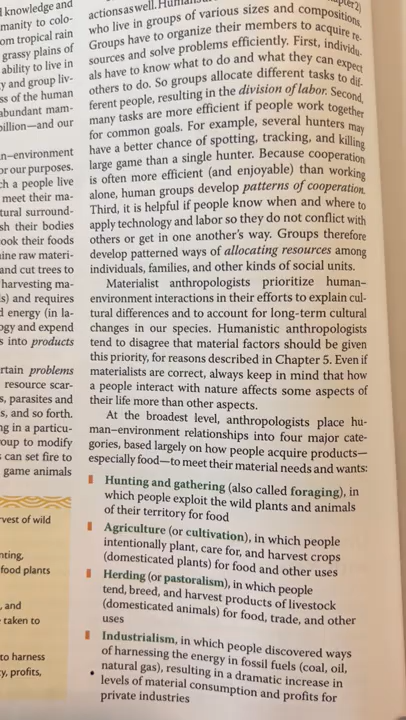 l knowledge and
manity to colo-
om tropical rain
grassy plains of
ability to live in
y and group liv-
ss of the human
abundant mam-
oillion—and our
n–environment
or our purposes.
ch a people live
meet their ma-
tural surround-
sh their bodies
ook their foods
ine raw materi-
and cut trees to
harvesting ma-
s) and requires
d energy (in la-
ogy and expend
s into products
rtain problems
resource scar-
s, parasites and
s, and so forth.
ng in a particu-
oup to modify
can set fire to
game animals
rvest of wild
nting,
food plants
, and
taken to
to harness
y, profits,
actions as well. Human
who live in groups of various sizes and compositions.
Groups have to organize their members to acquire re-
sources and solve problems efficiently. First, individu-
als have to know what to do and what they can expect
others to do. So groups allocate different tasks to dif-
ferent people, resulting in the division of labor. Second,
many tasks are more efficient if people work together
for common goals. For example, several hunters may
have a better chance of spotting, tracking, and killing
large game than a single hunter. Because cooperation
is often more efficient (and enjoyable) than working
alone, human groups develop patterns of cooperation.
Third, it is helpful if people know when and where to
apply technology and labor so they do not conflict with
others or get in one another's way. Groups therefore
develop patterned ways of allocating resources among
individuals, families, and other kinds of social units.
Materialist anthropologists prioritize human–
environment interactions in their efforts to explain cul-
tural differences and to account for long-term cultural
changes in our species. Humanistic anthropologists
tend to disagree that material factors should be given
this priority, for reasons described in Chapter 5. Even if
materialists are correct, always keep in mind that how
a people interact with nature affects some aspects of
their life more than other aspects.
At the broadest level, anthropologists place hu-
man–environment relationships into four major cate-
gories, based largely on how people acquire products—
especially food—to meet their material needs and wants:
Hunting and gathering (also called foraging), in
which people exploit the wild plants and animals
of their territory for food
Agriculture (or cultivation), in which people
intentionally plant, care for, and harvest crops
(domesticated plants) for food and other uses
Herding (or pastoralism), in which people
tend, breed, and harvest products of livestock
(domesticated animals) for food, trade, and other
uses
Industrialism, in which people discovered ways
of harnessing the energy in fossil fuels (coal, oil,
natural gas), resulting in a dramatic increase in
levels of material consumption and profits for
private industries